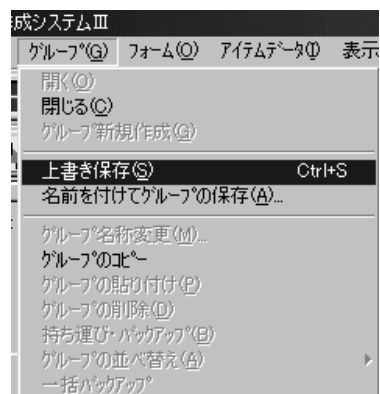 成システムⅢ
ｸﾞﾙｰﾌﾟ(G) ﾌｫｰﾑ(O) ｱｲﾃﾑﾃﾞｰﾀ(I) 表示
開く(O)
閉じる(C)
ｸﾞﾙｰﾌﾟ新規作成(G)
上書き保存(S) Ctrl+S
名前を付けてｸﾞﾙｰﾌﾟの保存(A)...
ｸﾞﾙｰﾌﾟ名称変更(M)...
ｸﾞﾙｰﾌﾟのｺﾋﾟｰ
ｸﾞﾙｰﾌﾟの貼り付け(P)
ｸﾞﾙｰﾌﾟの削除(D)
持ち運び・ﾊﾞｯｸｱｯﾌﾟ(B)
ｸﾞﾙｰﾌﾟの並べ替え(A)
一括ﾊﾞｯｸｱｯﾌﾟ